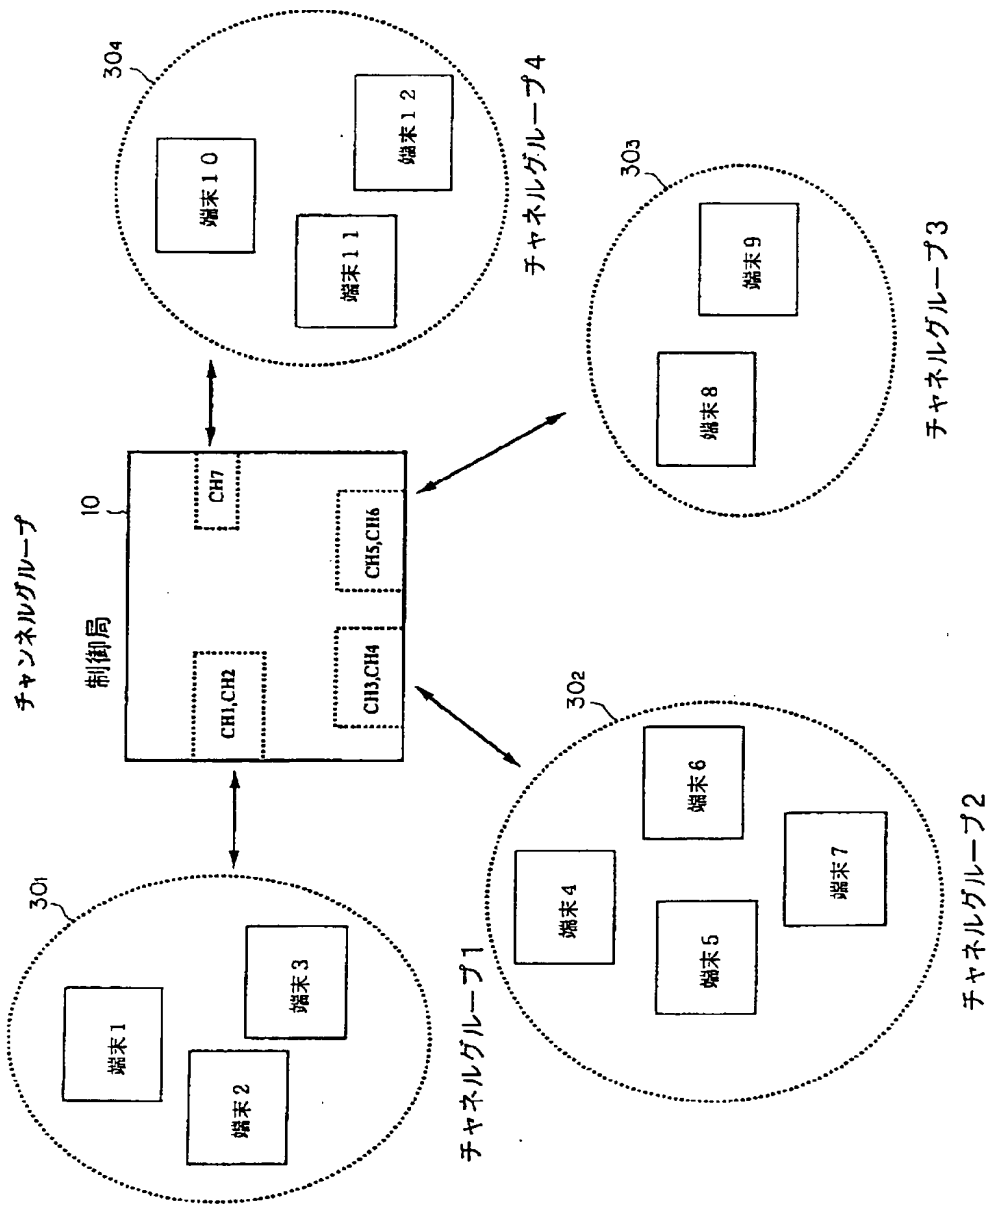 チャンネルグループ
制御局
10
CH1,CH2
CH3,CH4
CH5,CH6
CH7
301
端末1
端末2
端末3
チャネルグループ1
302
端末4
端末5
端末6
端末7
チャネルグループ2
303
端末8
端末9
チャネルグループ3
304
端末10
端末11
端末12
チャネルグループ4